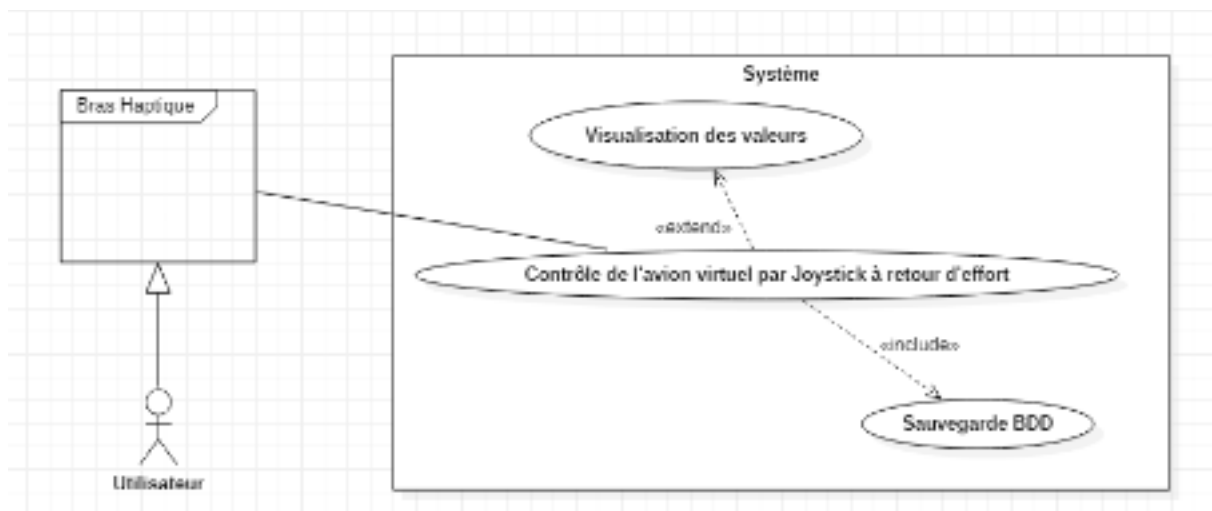 Système
Bras Haptique
Visualisation des valeurs
«extend»
Contrôle de l'avion virtuel par Joystick à retour d'effort
«include»
Sauvegarde BDD
Utilisateur